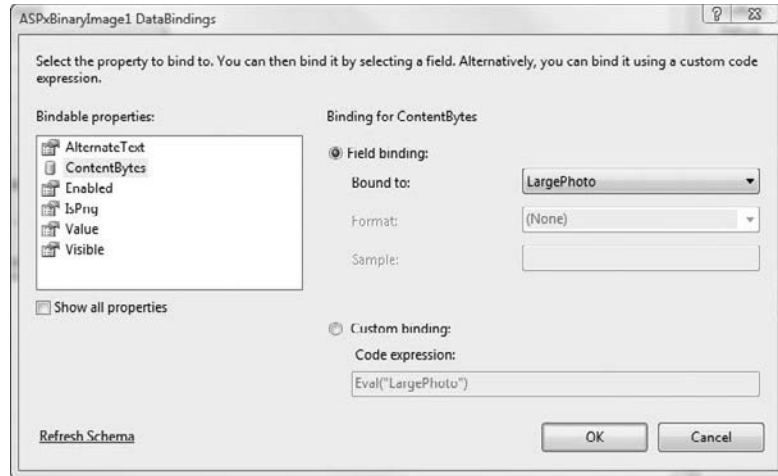 ASPxBinaryImage1 DataBindings
Select the property to bind to. You can then bind it by selecting a field. Alternatively, you can bind it using a custom code
expression.
Bindable properties:
Binding for ContentBytes
AlternateText
ContentBytes
Enabled
IsPng
Value
Visible
Show all properties
Field binding:
Bound to:
LargePhoto
Format:
(None)
Sample:
Custom binding:
Code expression:
Eval("LargePhoto")
Refresh Schema
OK
Cancel